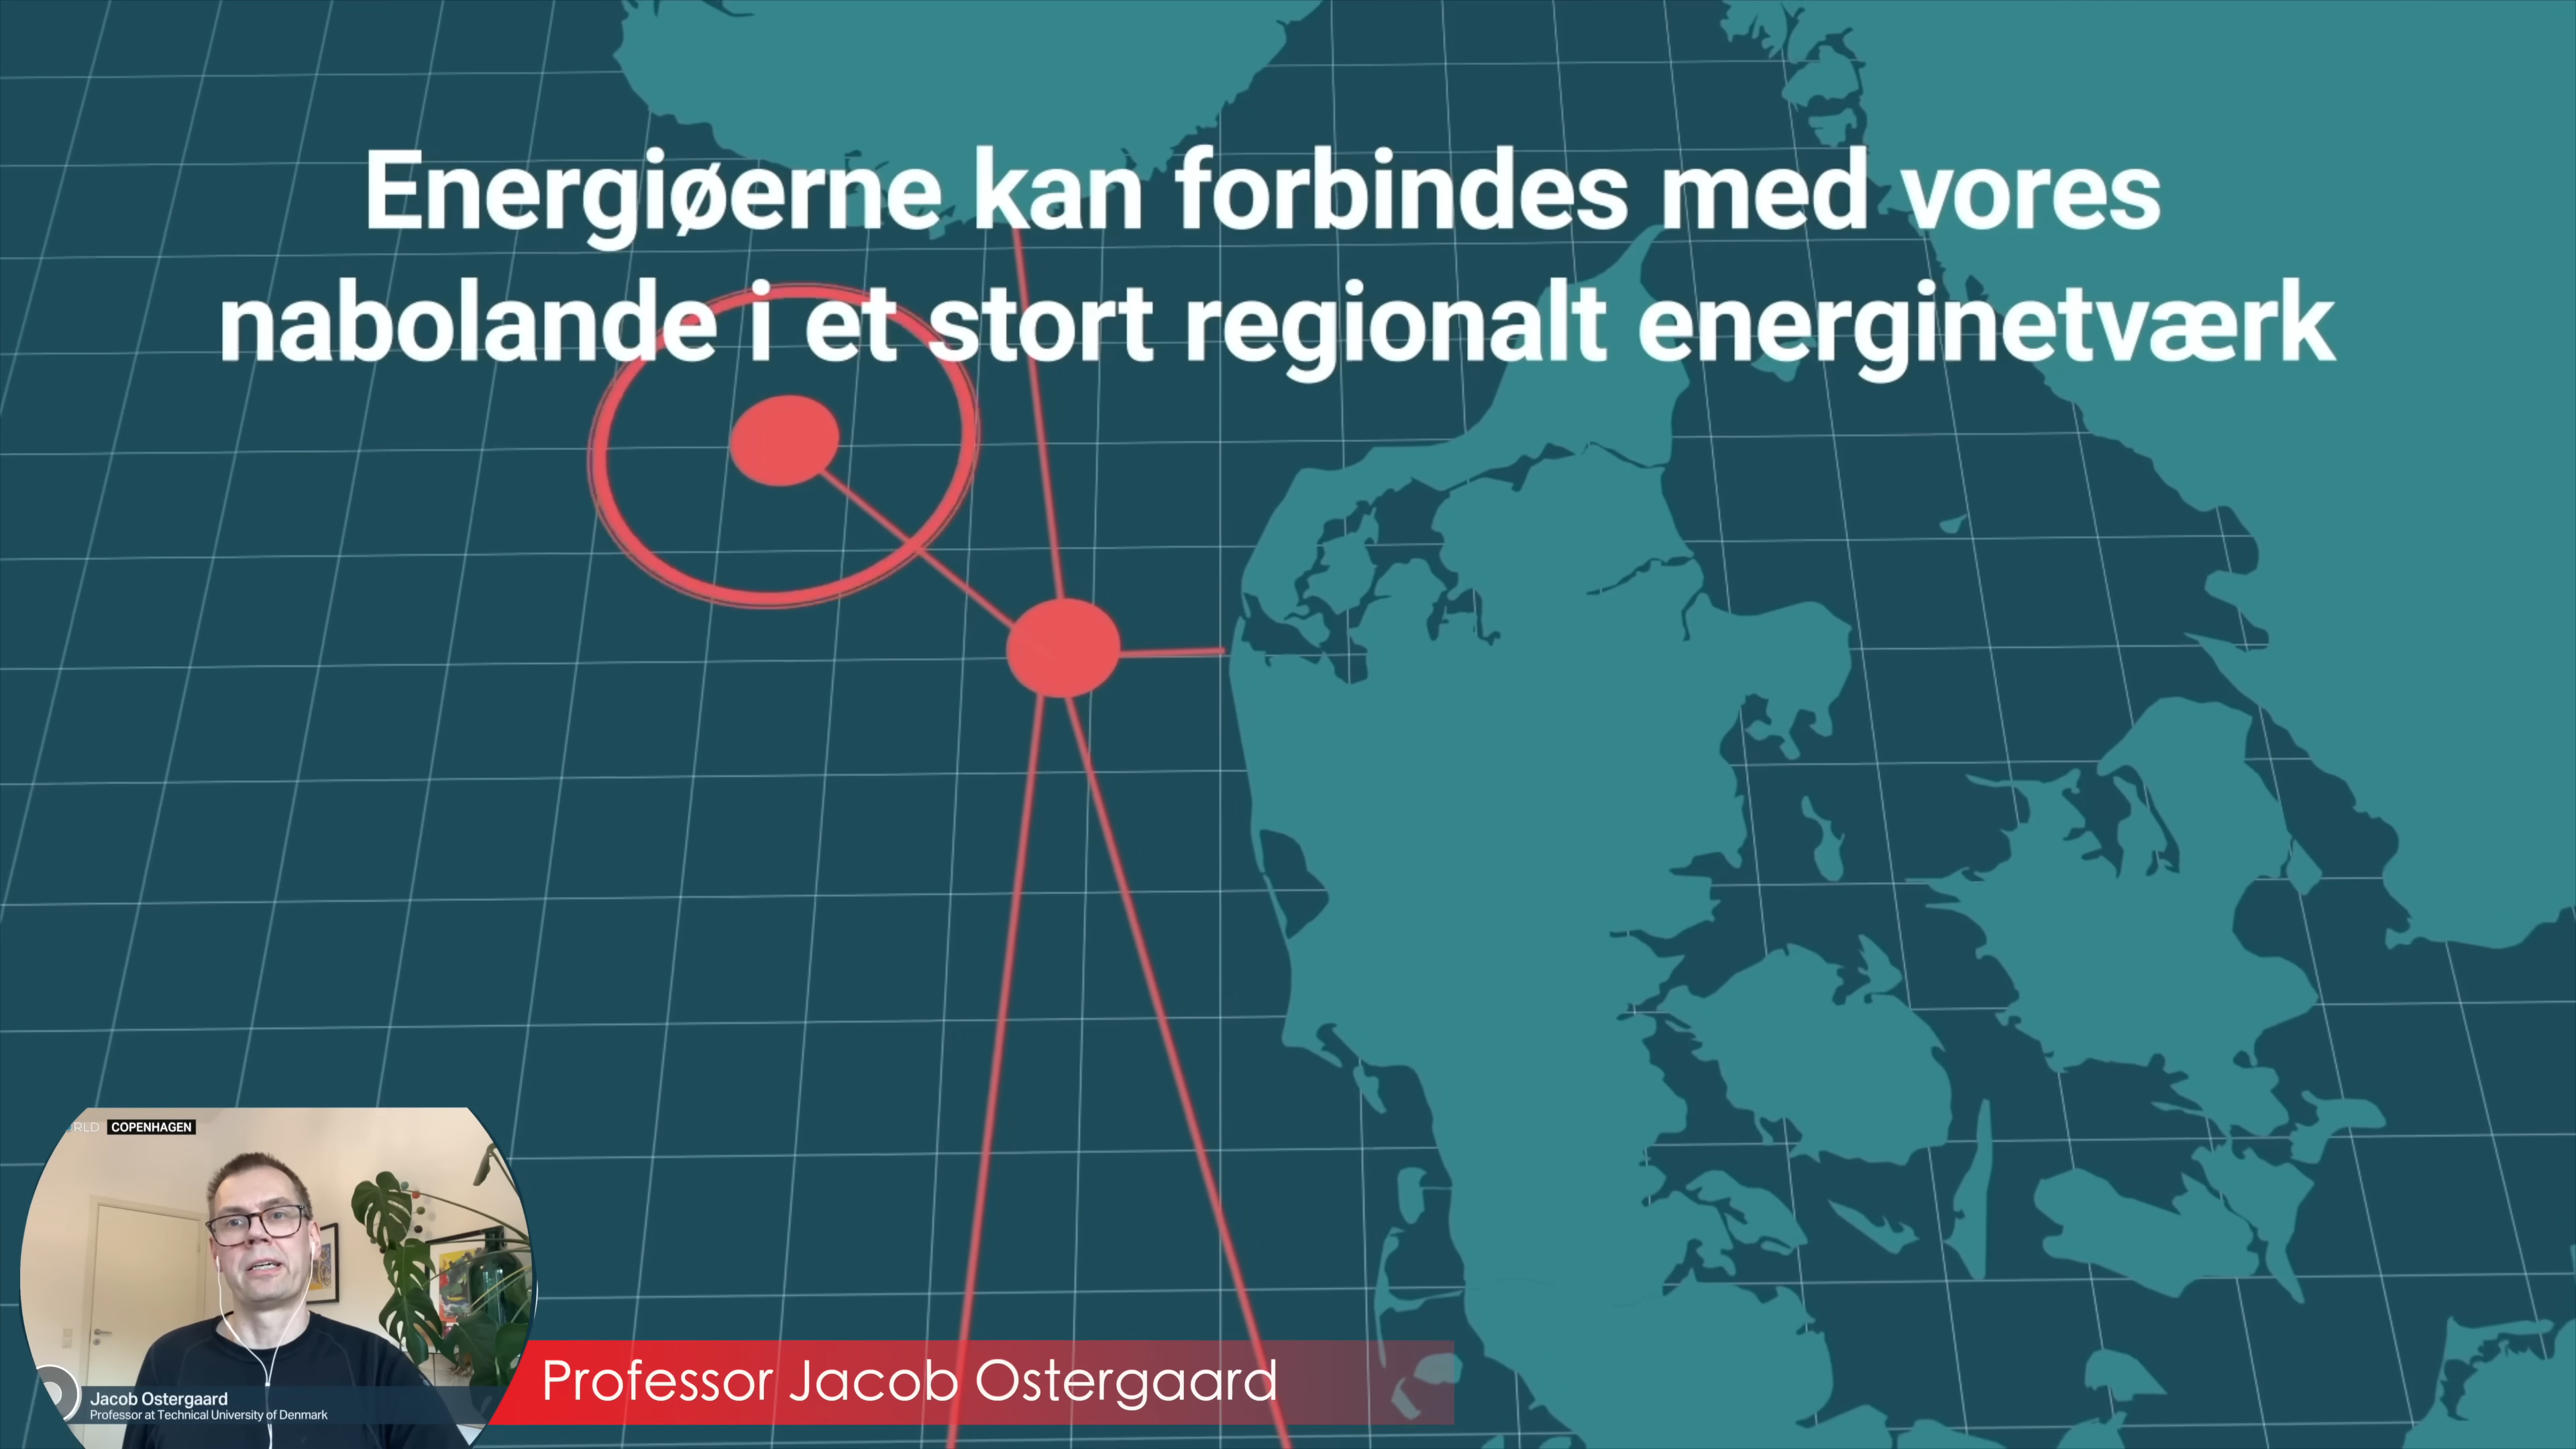 Energiøerne kan forbindes med vores
nabolande i et stort regionalt energinetværk
COPENHAGEN
Jacob Ostergaard
Professor at Technical University of Denmark
Professor Jacob Ostergaard